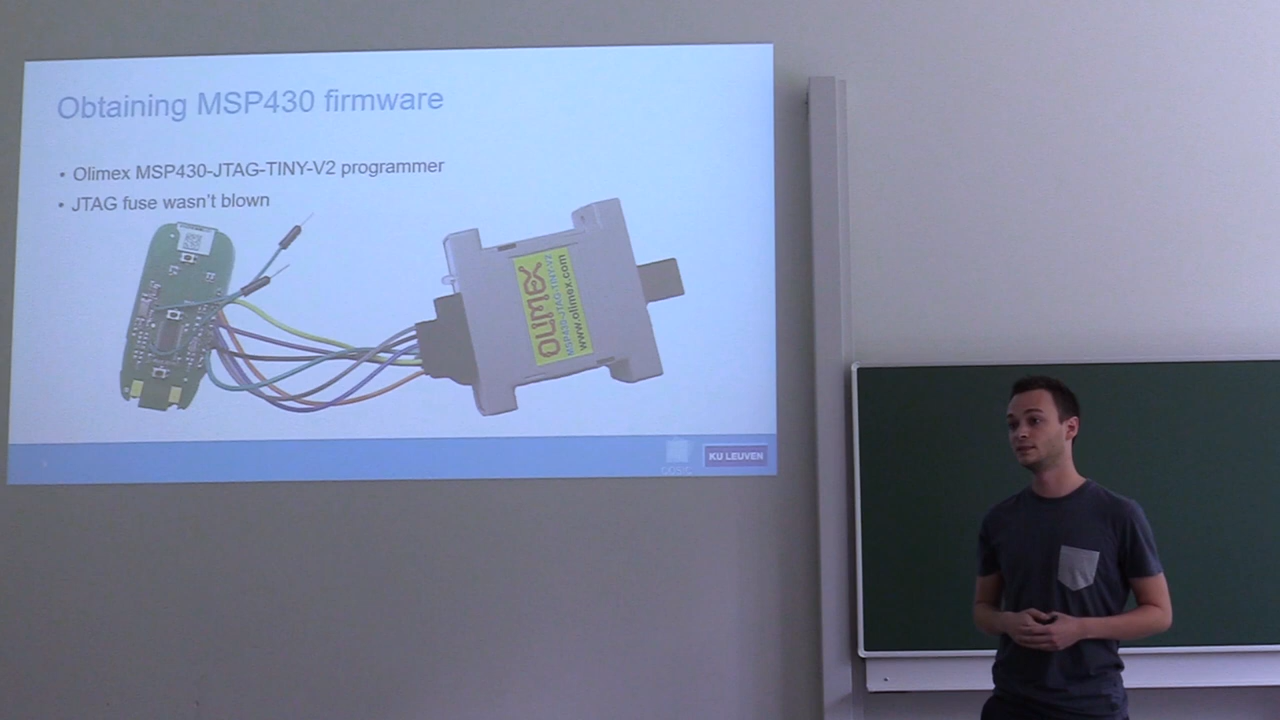 Obtaining MSP430 firmware
• Olimex MSP430-JTAG-TINY-V2 programmer
• JTAG fuse wasn't blown
OLIMEX
MSP430-JTAG-TINY-V2
www.olimex.com
COSIC
KU LEUVEN